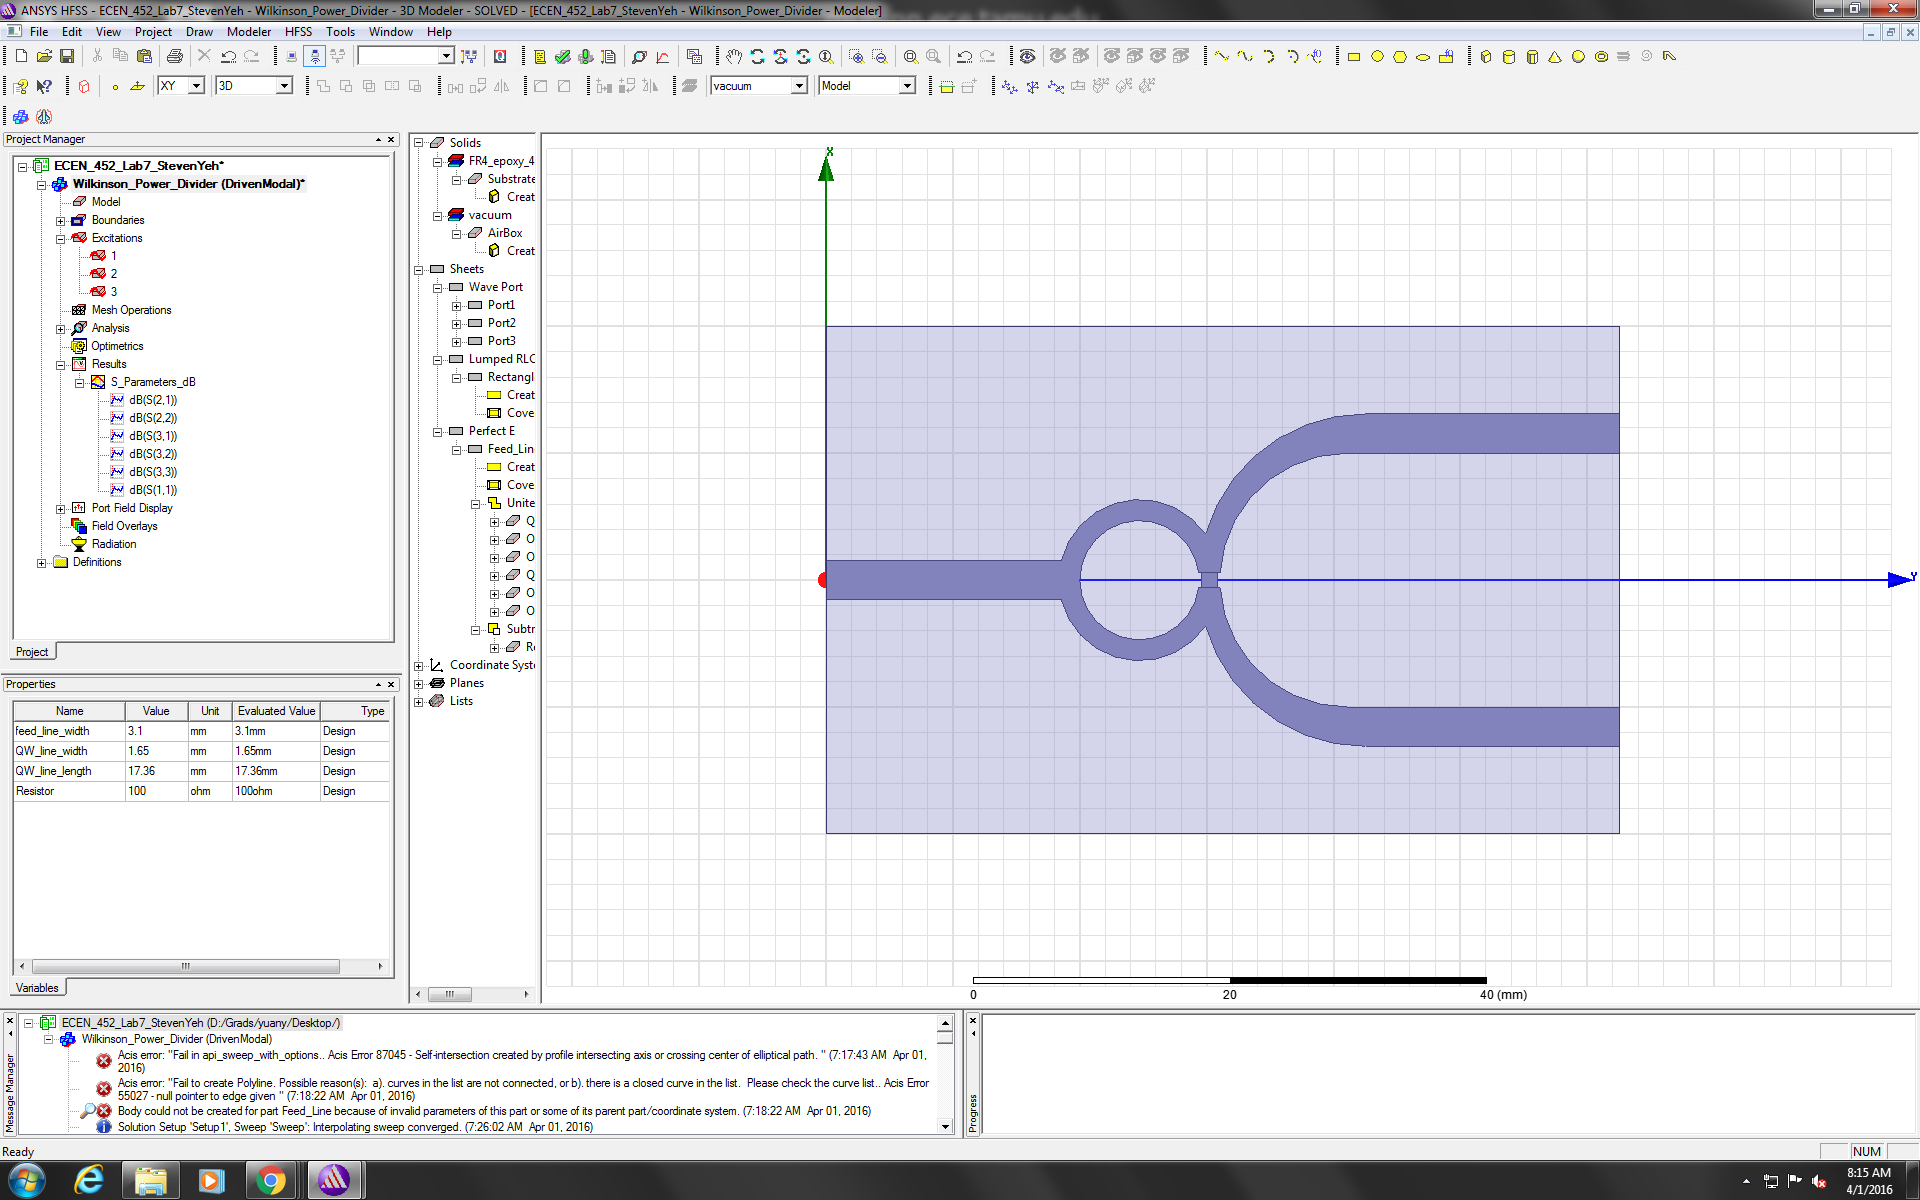 ANSYS HFSS - ECEN_452_Lab7_StevenYeh - Wilkinson_Power_Divider - 3D Modeler - SOLVED - [ECEN_452_Lab7_StevenYeh - Wilkinson_Power_Divider - Modeler]
File Edit View Project Draw Modeler HFSS Tools Window Help
XY 3D vacuum Model
Project Manager
ECEN_452_Lab7_StevenYeh*
Wilkinson_Power_Divider (DrivenModal)*
Model
Boundaries
Excitations
1
2
3
Mesh Operations
Analysis
Optimetrics
Results
S_Parameters_dB
dB(S(2,1))
dB(S(2,2))
dB(S(3,1))
dB(S(3,2))
dB(S(3,3))
dB(S(1,1))
Port Field Display
Field Overlays
Radiation
Definitions
Project
Properties
Name Value Unit Evaluated Value Type
feed_line_width 3.1 mm 3.1mm Design
QW_line_width 1.65 mm 1.65mm Design
QW_line_length 17.36 mm 17.36mm Design
Resistor 100 ohm 100ohm Design
Variables
Solids
FR4_epoxy_4
Substrate
Creat
vacuum
AirBox
Creat
Sheets
Wave Port
Port1
Port2
Port3
Lumped RLC
Rectangl
Creat
Cove
Perfect E
Feed_Lin
Creat
Cove
Unite
Q
O
O
Q
O
O
Subtr
Re
Coordinate Syste
Planes
Lists
X
Y
0 20 40 (mm)
Message Manager
ECEN_452_Lab7_StevenYeh (D:/Grads/yuany/Desktop/)
Wilkinson_Power_Divider (DrivenModal)
Acis error: "Fail in api_sweep_with_options.. Acis Error 87045 - Self-intersection created by profile intersecting axis or crossing center of elliptical path. " (7:17:43 AM Apr 01,
2016)
Acis error: "Fail to create Polyline. Possible reason(s): a). curves in the list are not connected, or b). there is a closed curve in the list. Please check the curve list.. Acis Error
55027 - null pointer to edge given " (7:18:22 AM Apr 01, 2016)
Body could not be created for part Feed_Line because of invalid parameters of this part or some of its parent part/coordinate system. (7:18:22 AM Apr 01, 2016)
Solution Setup 'Setup1', Sweep 'Sweep': Interpolating sweep converged. (7:26:02 AM Apr 01, 2016)
Progress
Ready
NUM
8:15 AM
4/1/2016